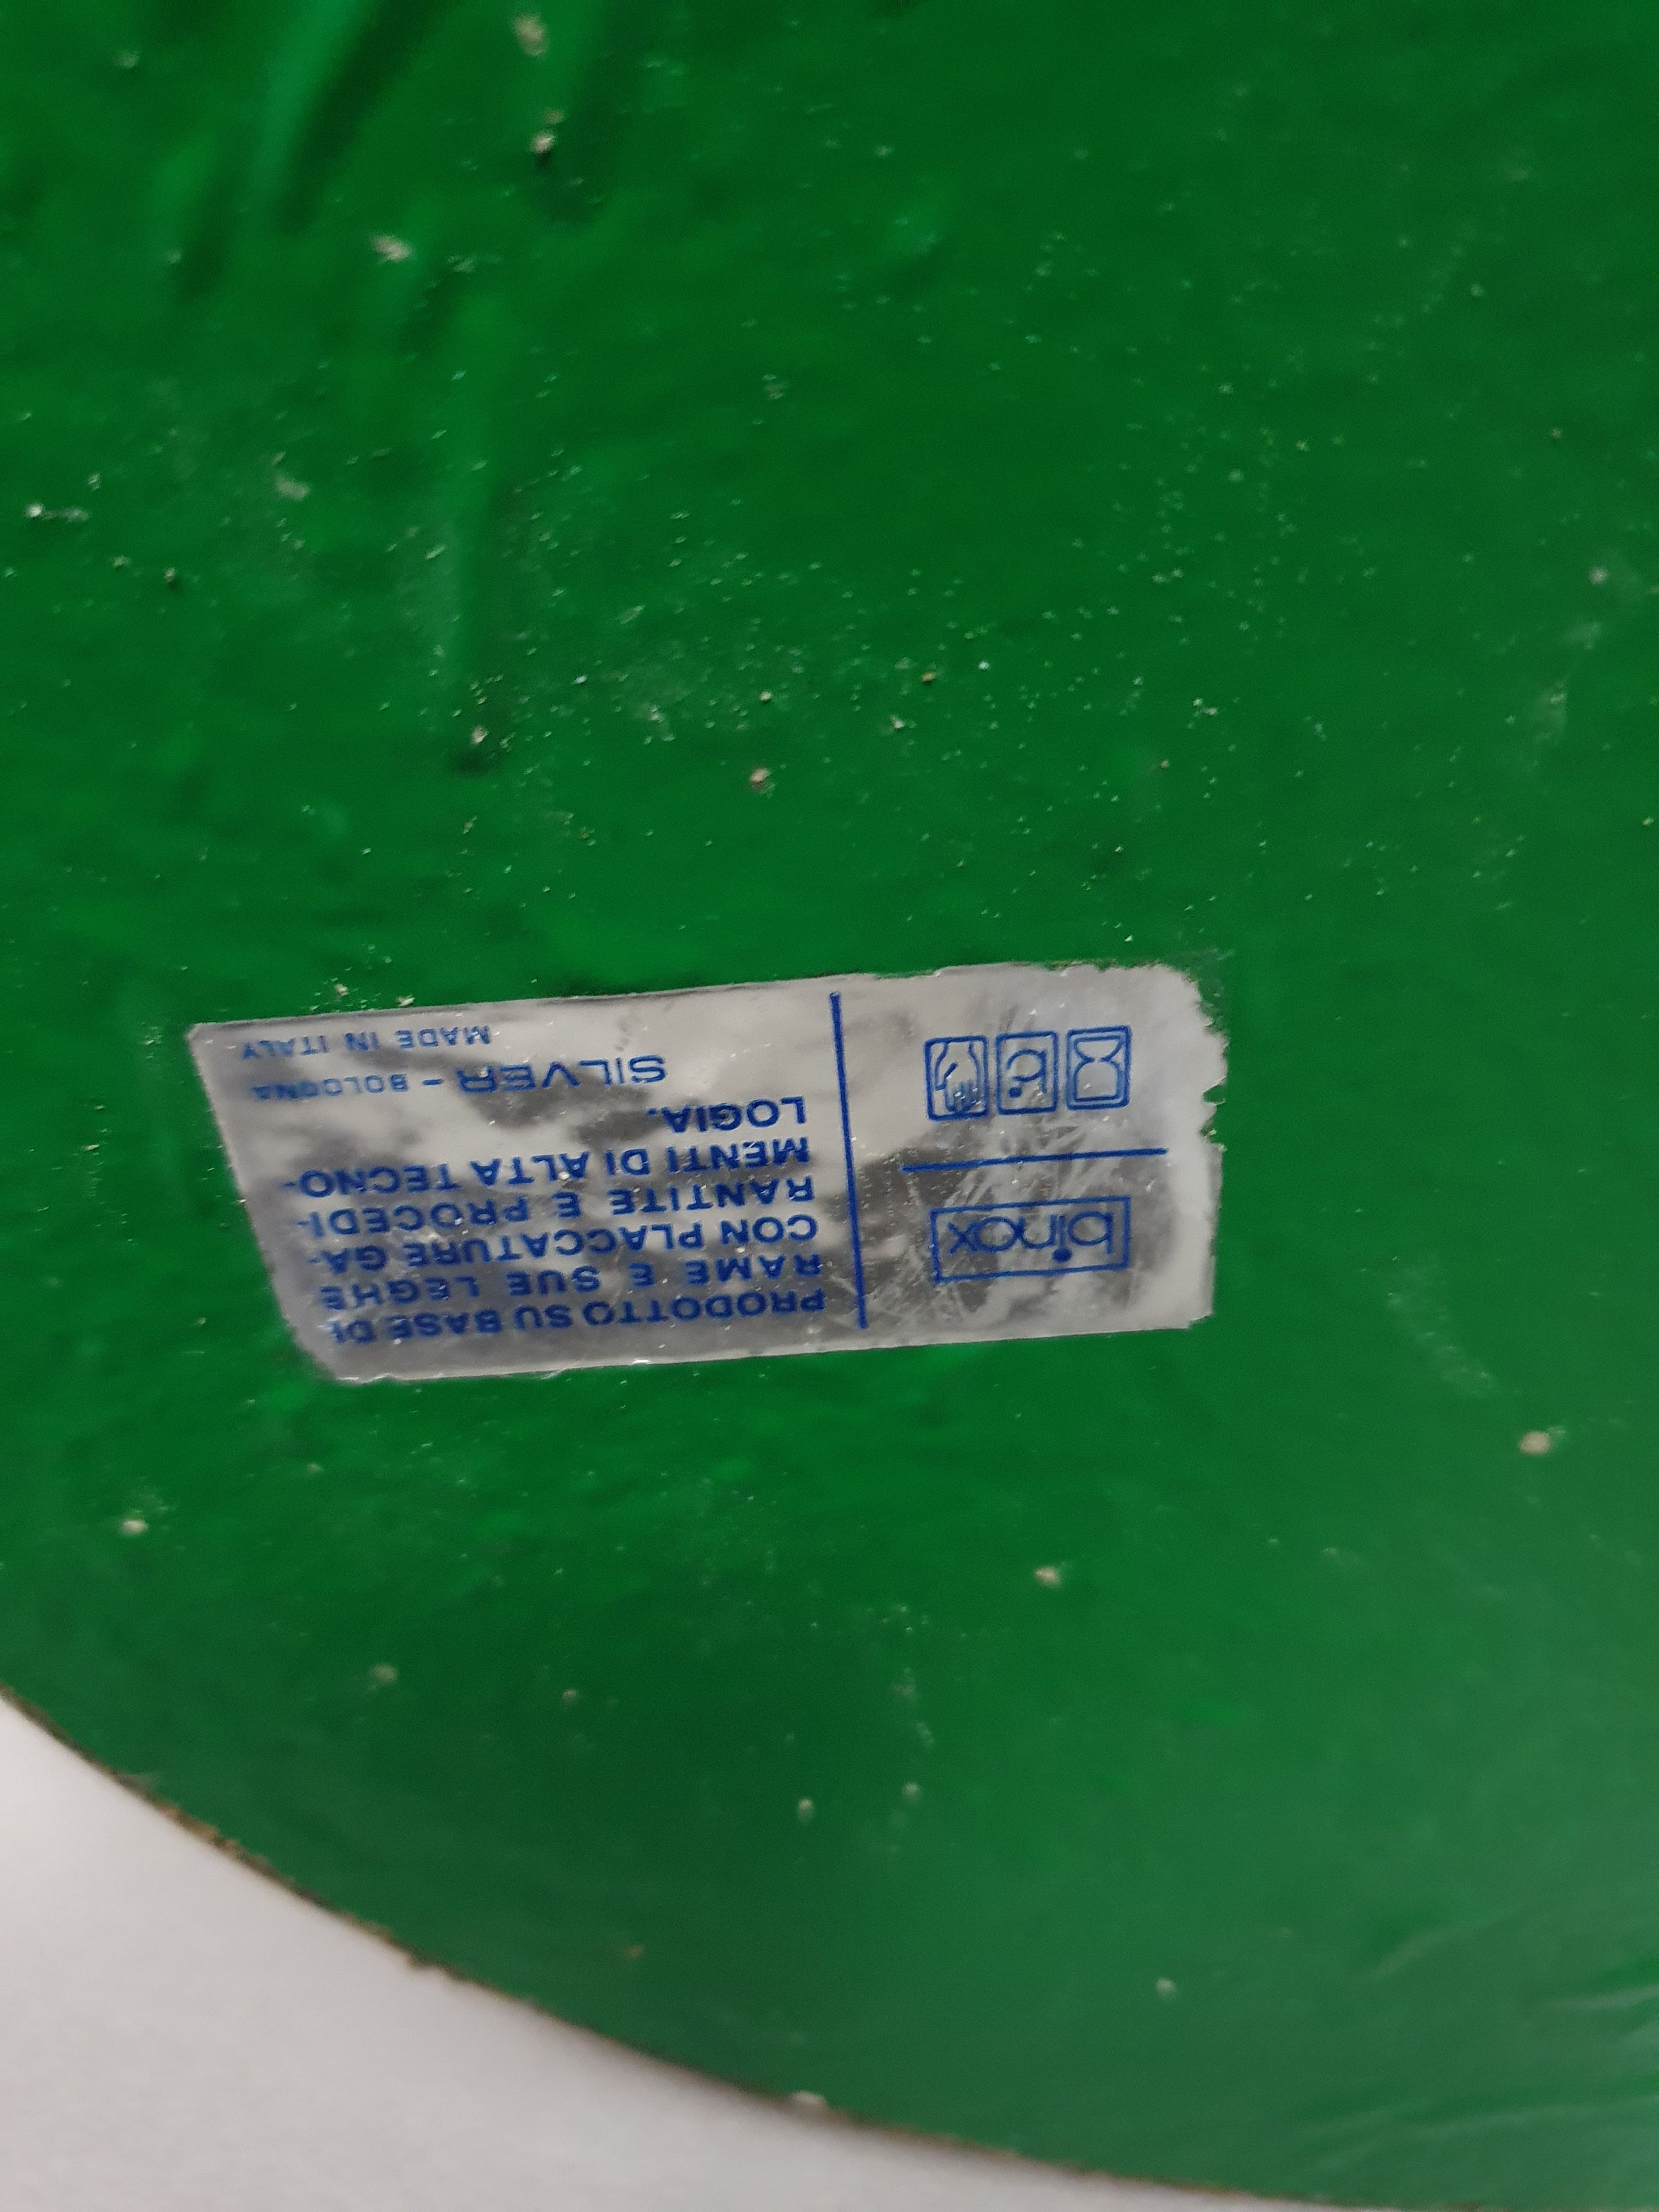 binox
PRODOTTO SU BASE DI
RAME E SUE LEGHE
CON PLACCATURE GA-
RANTITE E PROCEDI-
MENTI DI ALTA TECNO-
LOGIA.
SILVER - BOLOGNA
MADE IN ITALY